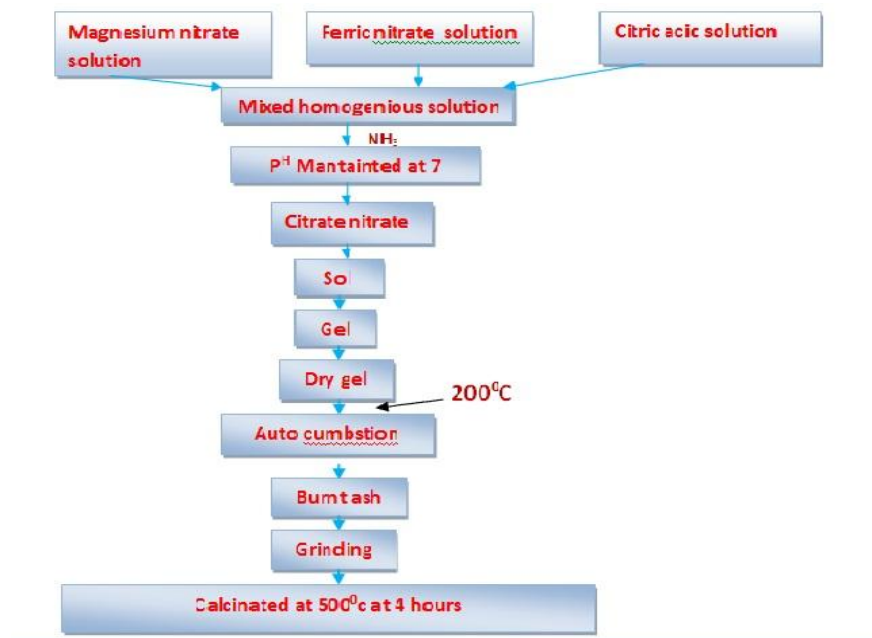 Magnesium nitrate
solution
Ferric nitrate solution
Citric acic solution
Mixed homogenious solution
NH₃
Pᴴ Mantainted at 7
Citrate nitrate
Sol
Gel
Dry gel
200⁰C
Auto cumbstion
Burnt ash
Grinding
Calcinated at 500⁰c at 4 hours